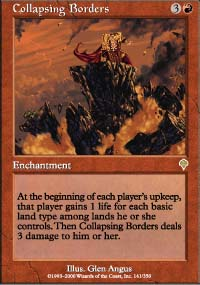 Collapsing Borders 3
Enchantment
At the beginning of each player's upkeep,
that player gains 1 life for each basic
land type among lands he or she
controls. Then Collapsing Borders deals
3 damage to him or her.
Illus. Glen Angus
©1993-2000 Wizards of the Coast, Inc. 141/350